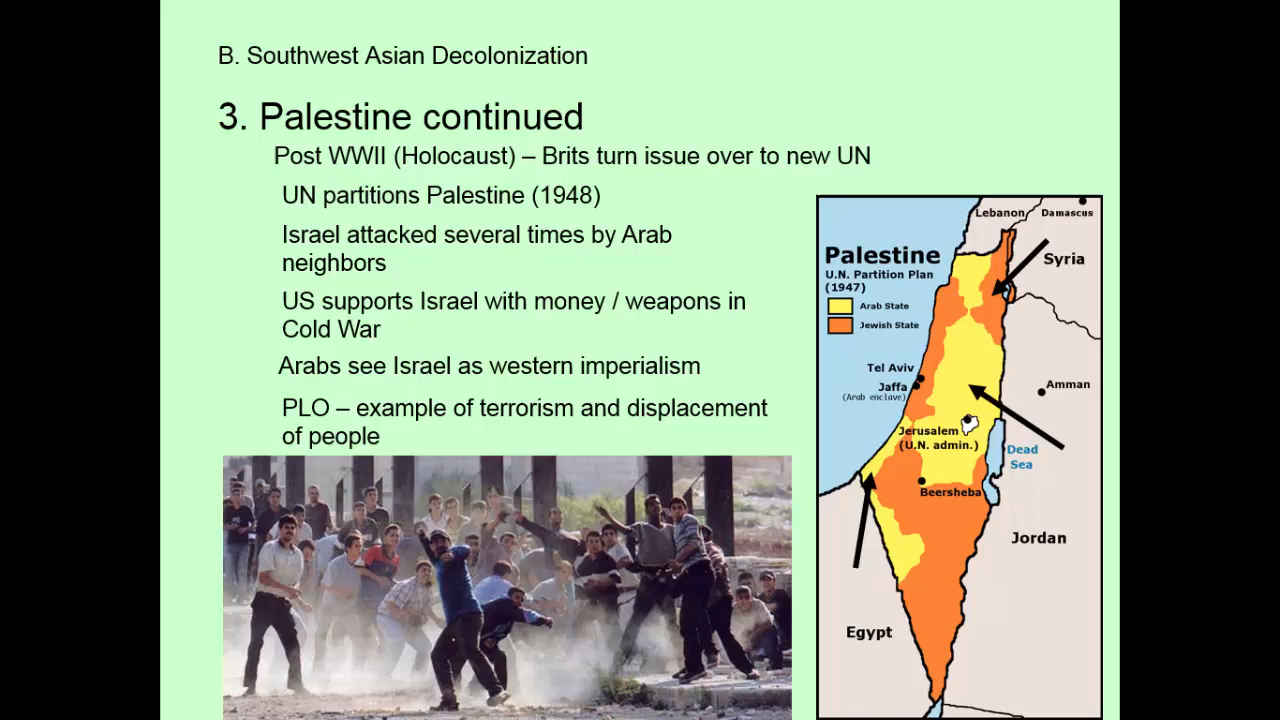 B. Southwest Asian Decolonization
3. Palestine continued
Post WWII (Holocaust) – Brits turn issue over to new UN
UN partitions Palestine (1948)
Israel attacked several times by Arab
neighbors
US supports Israel with money / weapons in
Cold War
Arabs see Israel as western imperialism
PLO – example of terrorism and displacement
of people
Lebanon
Damascus
Palestine
U.N. Partition Plan
(1947)
Arab State
Jewish State
Syria
Tel Aviv
Jaffa
(Arab enclave)
Amman
Jerusalem
(U.N. admin.)
Dead
Sea
Beersheba
Jordan
Egypt